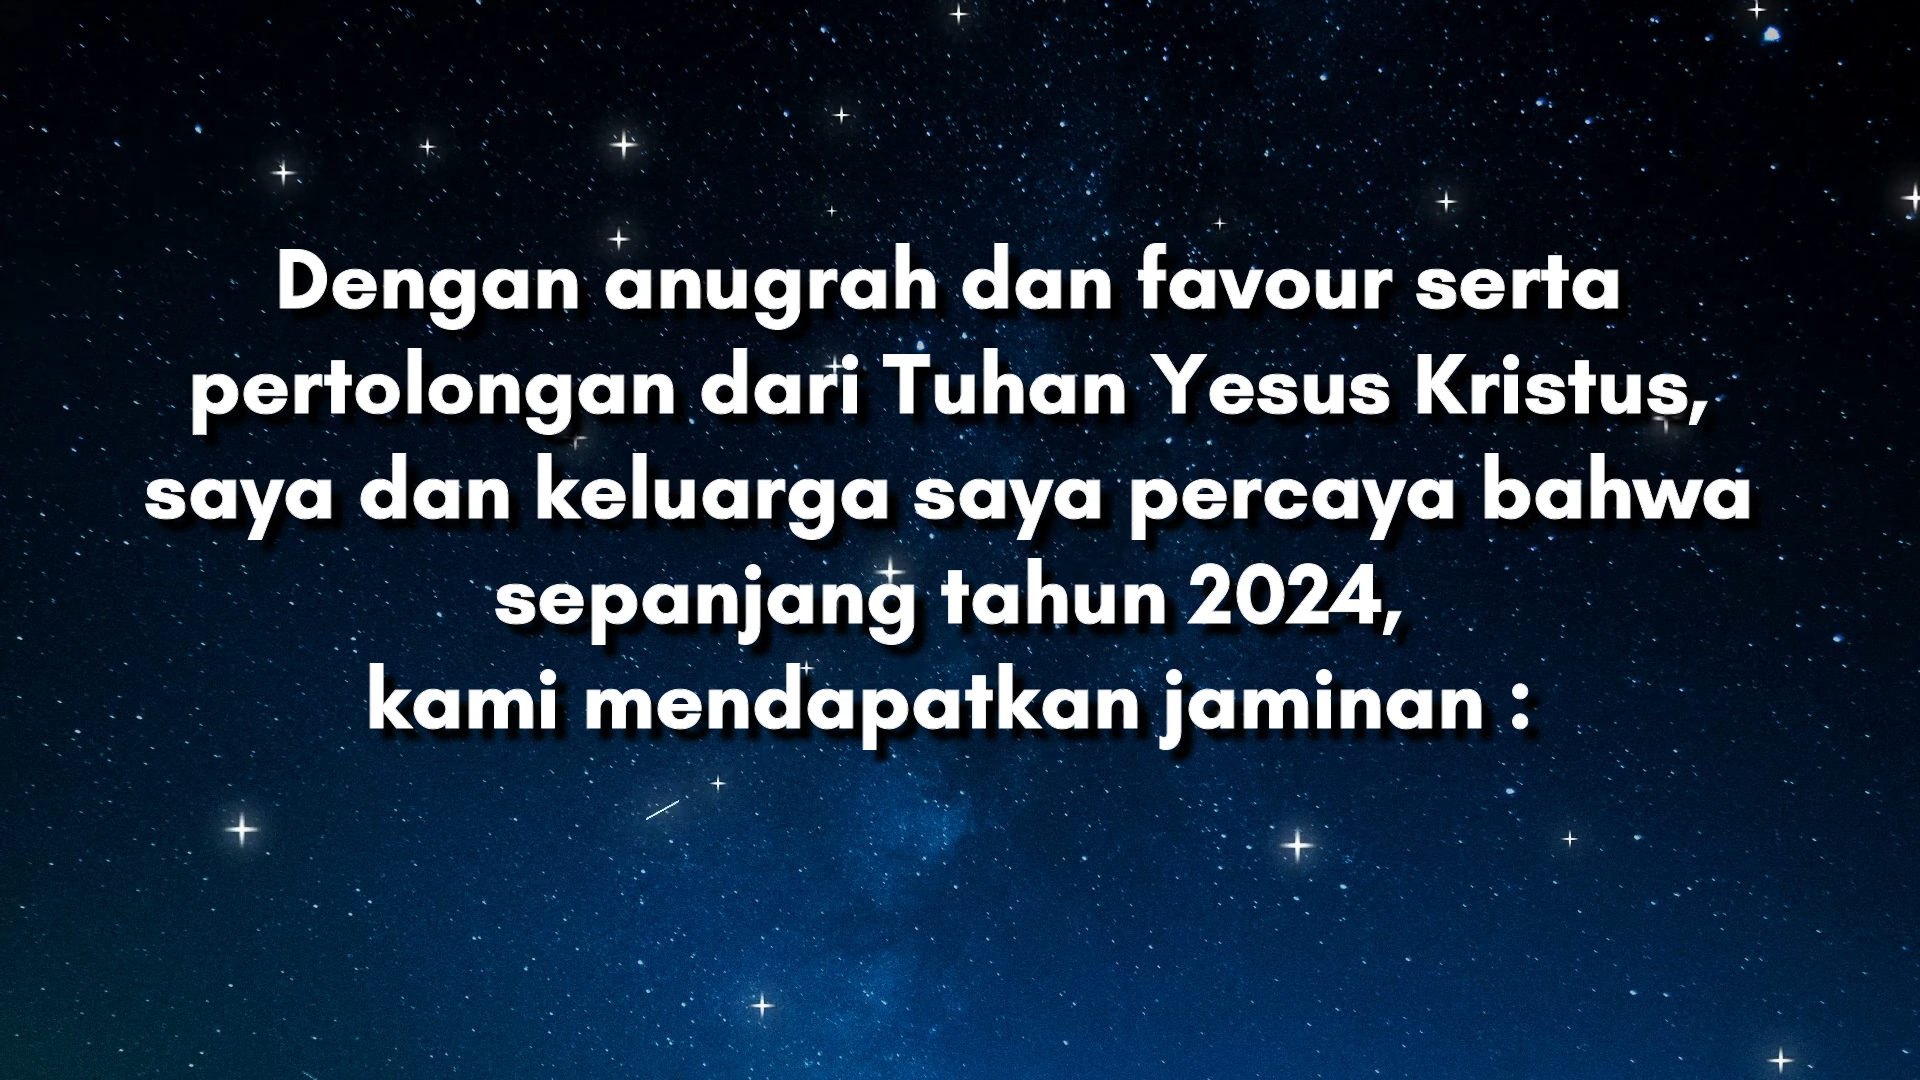 Dengan anugrah dan favour serta
pertolongan dari Tuhan Yesus Kristus,
saya dan keluarga saya percaya bahwa
sepanjang tahun 2024,
kami mendapatkan jaminan :